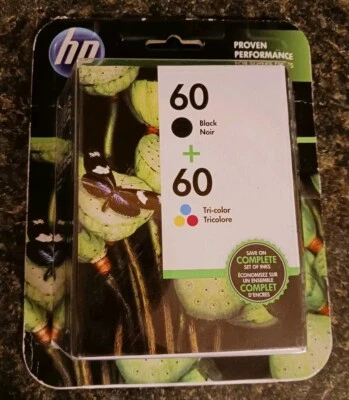 hp
PROVEN
PERFORMANCE
60
Black
Noir
+
60
Tri-color
Tricolore
SAVE ON
COMPLETE
SET OF INKS
ÉCONOMISEZ SUR
UN ENSEMBLE
COMPLET
D'ENCRES